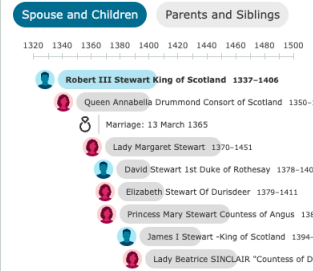 Spouse and Children
Parents and Siblings
1320 1340 1360 1380 1400 1420 1440 1460 1480 1500
Robert III Stewart King of Scotland 1337–1406
Queen Annabella Drummond Consort of Scotland 1350–
Marriage: 13 March 1365
Lady Margaret Stewart 1370–1451
David Stewart 1st Duke of Rothesay 1378–140
Elizabeth Stewart Of Durisdeer 1379–1411
Princess Mary Stewart Countess of Angus 138
James I Stewart -King of Scotland 1394–
Lady Beatrice SINCLAIR "Countess of D